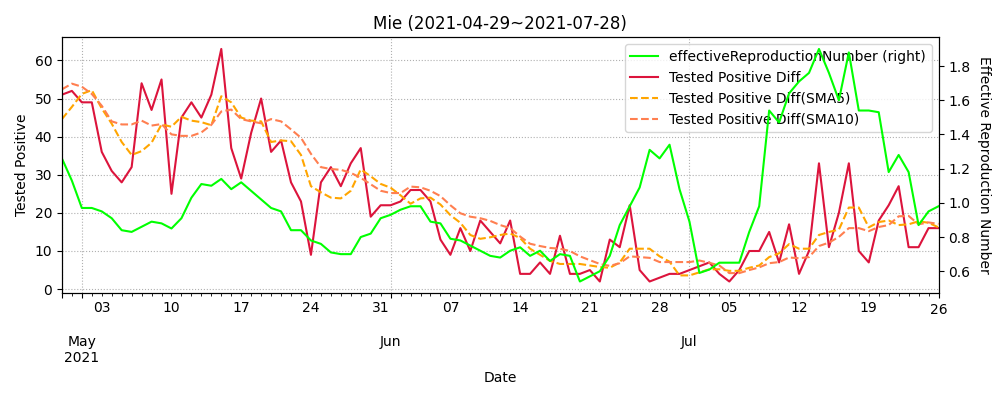 Mie (2021-04-29~2021-07-28)
effectiveReproductionNumber (right)
Tested Positive Diff
Tested Positive Diff(SMA5)
Tested Positive Diff(SMA10)
Tested Positive
60
50
40
30
20
10
0
1.8
1.6
1.4
1.2
1.0
0.8
0.6
Effective Reproduction Number
03 10 17 24 31 07 14 21 28 05 12 19 26
May Jun Jul
2021
Date